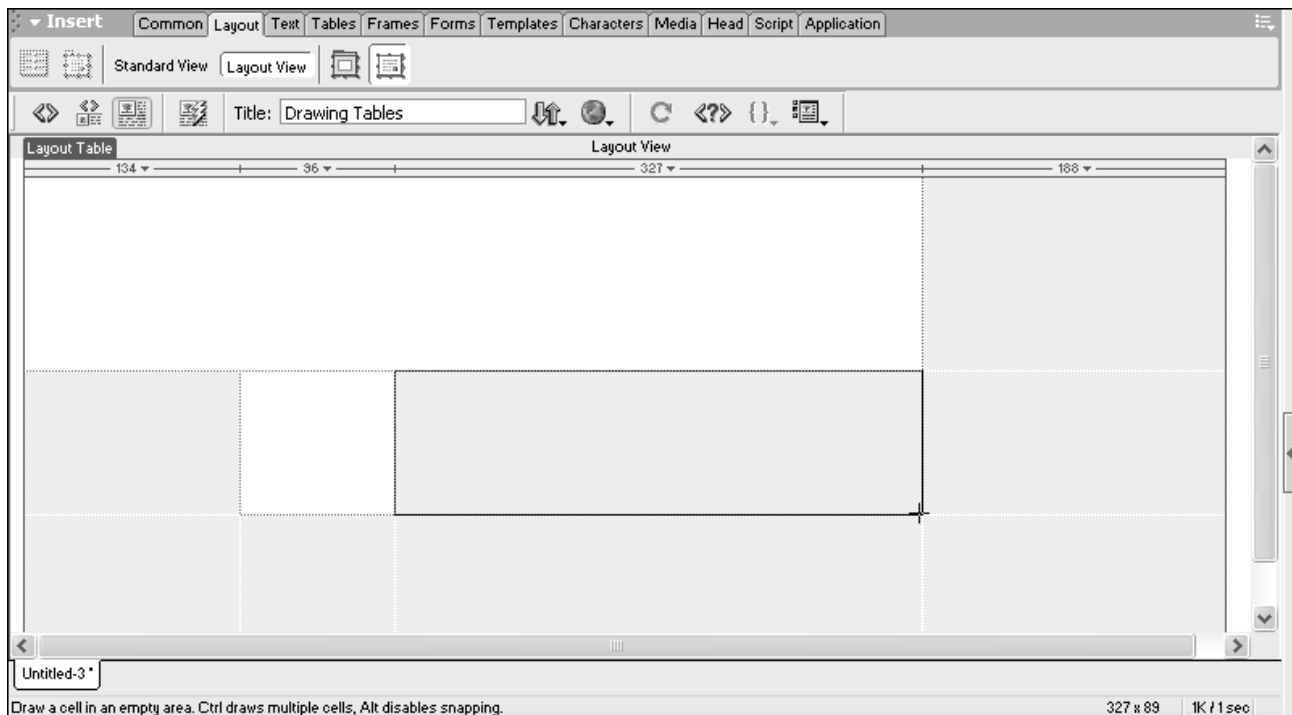 Insert Common Layout Text Tables Frames Forms Templates Characters Media Head Script Application
Standard View Layout View
Title: Drawing Tables
Layout Table Layout View
134 96 327 188
Untitled-3*
Draw a cell in an empty area. Ctrl draws multiple cells, Alt disables snapping. 327 x 89 1K / 1 sec